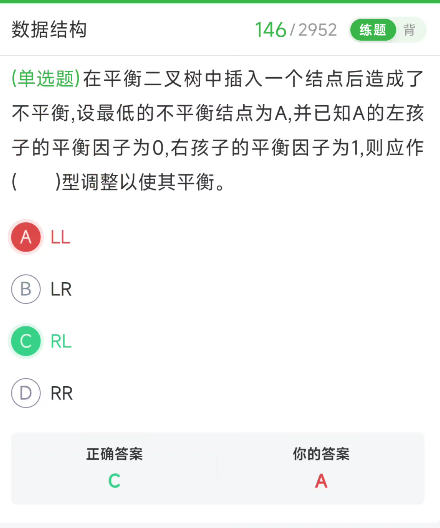 数据结构 146/2952 练题 背
(单选题)在平衡二叉树中插入一个结点后造成了
不平衡,设最低的不平衡结点为A,并已知A的左孩
子的平衡因子为0,右孩子的平衡因子为1,则应作
(  )型调整以使其平衡。
A LL
B LR
C RL
D RR
正确答案 你的答案
C A